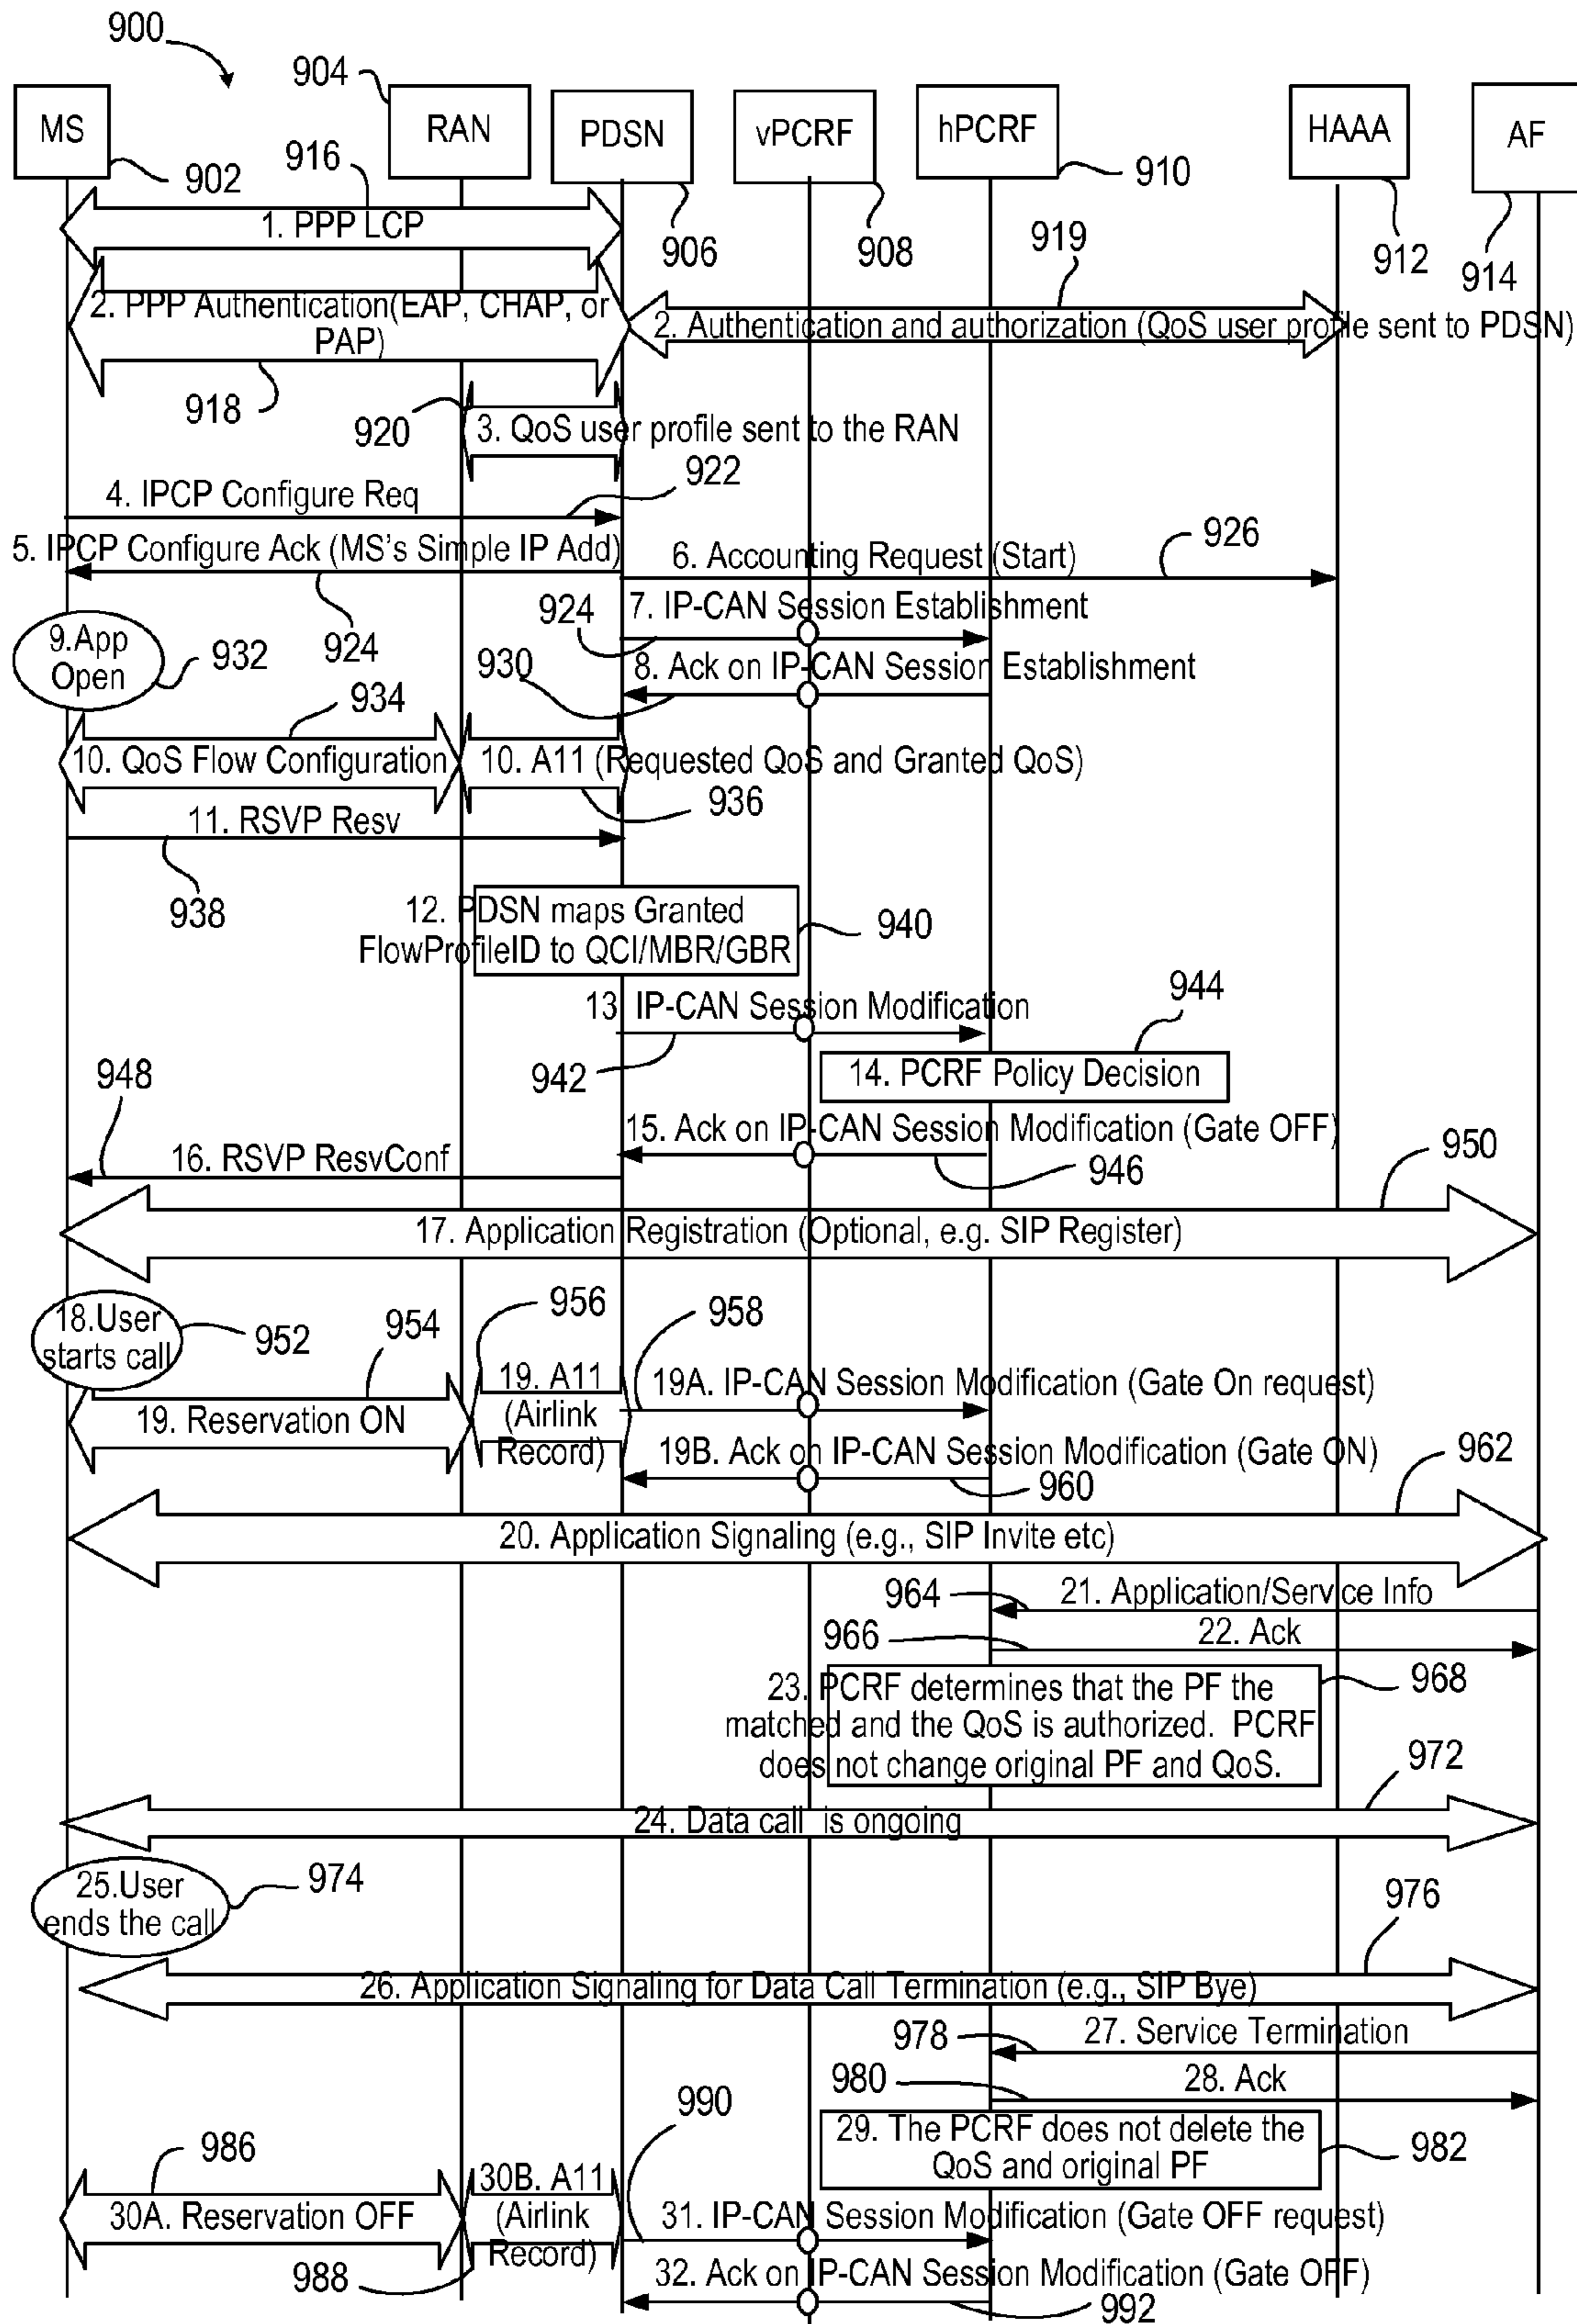 900
904
MS
RAN
PDSN
vPCRF
hPCRF
HAAA
AF
916
902
910
906
908
919
912
914
1. PPP LCP
2. PPP Authentication(EAP, CHAP, or
PAP)
2. Authentication and authorization (QoS user profile sent to PDSN)
918
920
3. QoS user profile sent to the RAN
922
4. IPCP Configure Req
926
5. IPCP Configure Ack (MS's Simple IP Add)
6. Accounting Request (Start)
924
7. IP-CAN Session Establishment
924
9.App
Open
932
930
8. Ack on IP-CAN Session Establishment
934
10. QoS Flow Configuration
10. A11 (Requested QoS and Granted QoS)
936
11. RSVP Resv
938
12. PDSN maps Granted
FlowProfileID to QCI/MBR/GBR
940
944
13 IP-CAN Session Modification
942
14. PCRF Policy Decision
948
15. Ack on IP-CAN Session Modification (Gate OFF)
946
950
16. RSVP ResvConf
17. Application Registration (Optional, e.g. SIP Register)
18.User
starts call
952
954
956
958
19. Reservation ON
19. A11
(Airlink
Record)
19A. IP-CAN Session Modification (Gate On request)
19B. Ack on IP-CAN Session Modification (Gate ON)
960
962
20. Application Signaling (e.g., SIP Invite etc)
964
21. Application/Service Info
966
22. Ack
23. PCRF determines that the PF the
matched and the QoS is authorized. PCRF
does not change original PF and QoS.
968
972
24. Data call is ongoing
25.User
ends the call
974
976
26. Application Signaling for Data Call Termination (e.g., SIP Bye)
978
27. Service Termination
980
28. Ack
990
29. The PCRF does not delete the
QoS and original PF
982
986
30A. Reservation OFF
30B. A11
(Airlink
Record)
31. IP-CAN Session Modification (Gate OFF request)
988
32. Ack on IP-CAN Session Modification (Gate OFF)
992